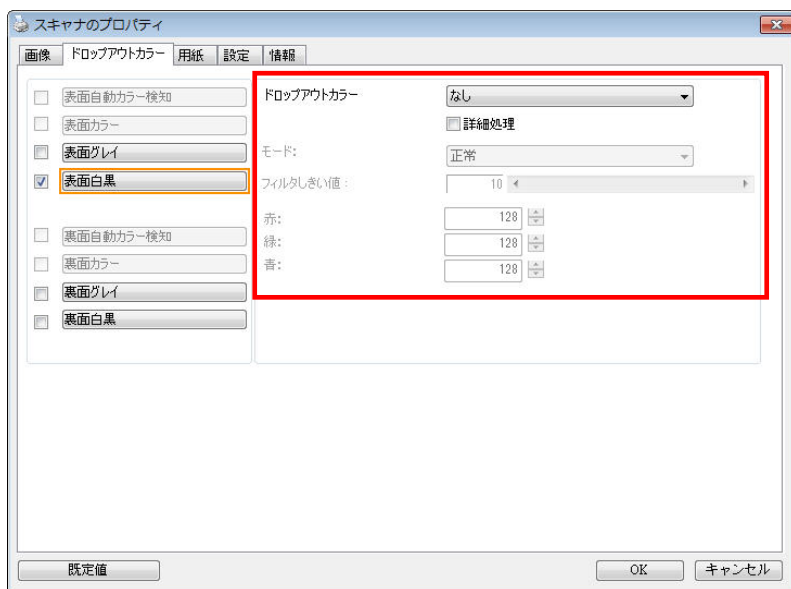 スキャナのプロパティ
画像 ドロップアウトカラー 用紙 設定 情報
表面自動カラー検知
表面カラー
表面グレイ
表面白黒
裏面自動カラー検知
裏面カラー
裏面グレイ
裏面白黒
ドロップアウトカラー なし
詳細処理
モード: 正常
フィルタしきい値: 10
赤: 128
緑: 128
青: 128
既定値 OK キャンセル